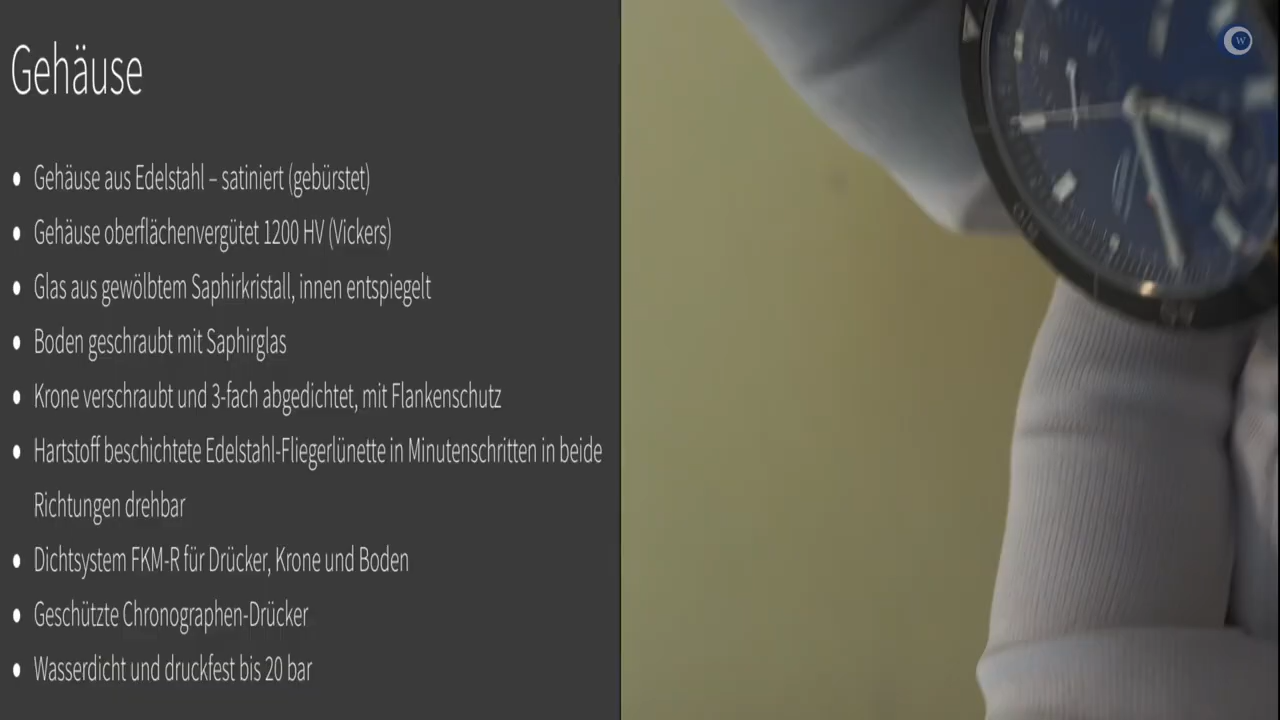 Gehäuse
Gehäuse aus Edelstahl – satiniert (gebürstet)
Gehäuse oberflächenvergütet 1200 HV (Vickers)
Glas aus gewölbtem Saphirkristall, innen entspiegelt
Boden geschraubt mit Saphirglas
Krone verschraubt und 3-fach abgedichtet, mit Flankenschutz
Hartstoff beschichtete Edelstahl-Fliegerlünette in Minutenschritten in beide
Richtungen drehbar
Dichtsystem FKM-R für Drücker, Krone und Boden
Geschützte Chronographen-Drücker
Wasserdicht und druckfest bis 20 bar
W